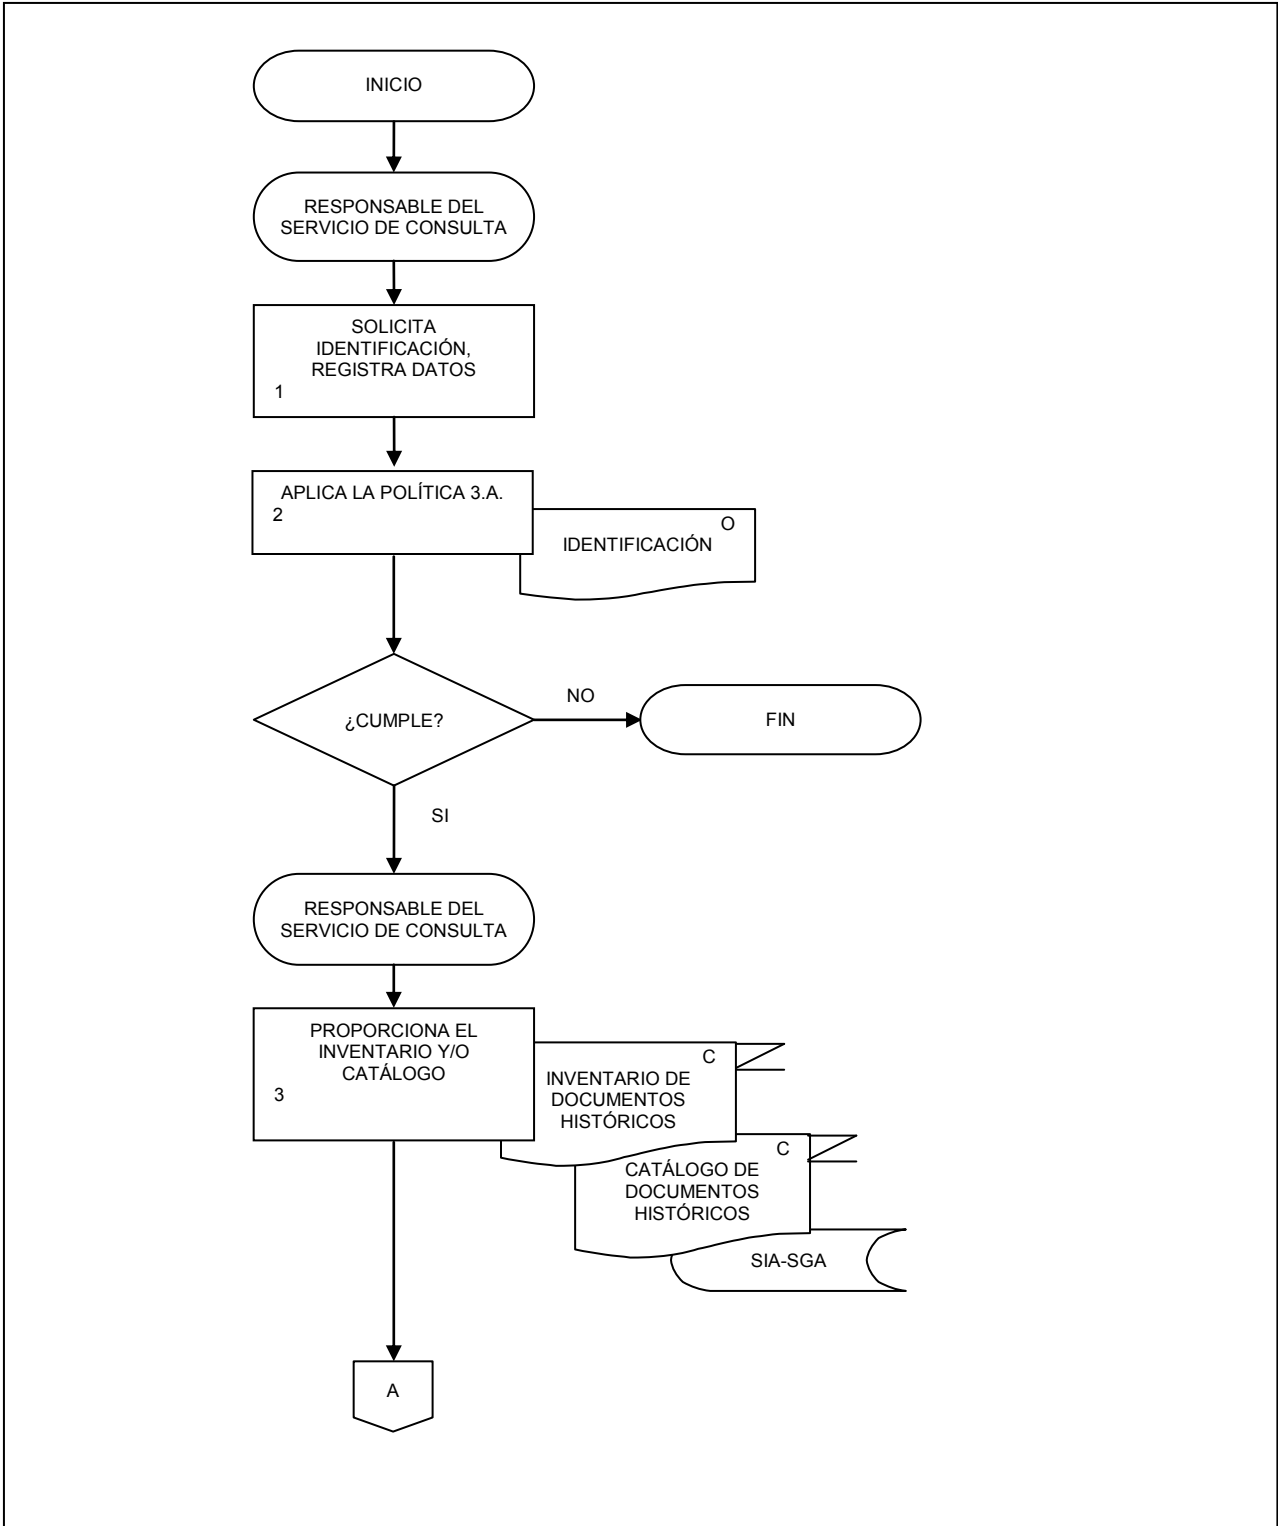 INICIO
RESPONSABLE DEL
SERVICIO DE CONSULTA
SOLICITA
IDENTIFICACIÓN,
REGISTRA DATOS
1
APLICA LA POLÍTICA 3.A.
2
O
IDENTIFICACIÓN
¿CUMPLE?
NO
FIN
SI
RESPONSABLE DEL
SERVICIO DE CONSULTA
PROPORCIONA EL
INVENTARIO Y/O
CATÁLOGO
3
C
INVENTARIO DE
DOCUMENTOS
HISTÓRICOS
C
CATÁLOGO DE
DOCUMENTOS
HISTÓRICOS
SIA-SGA
A